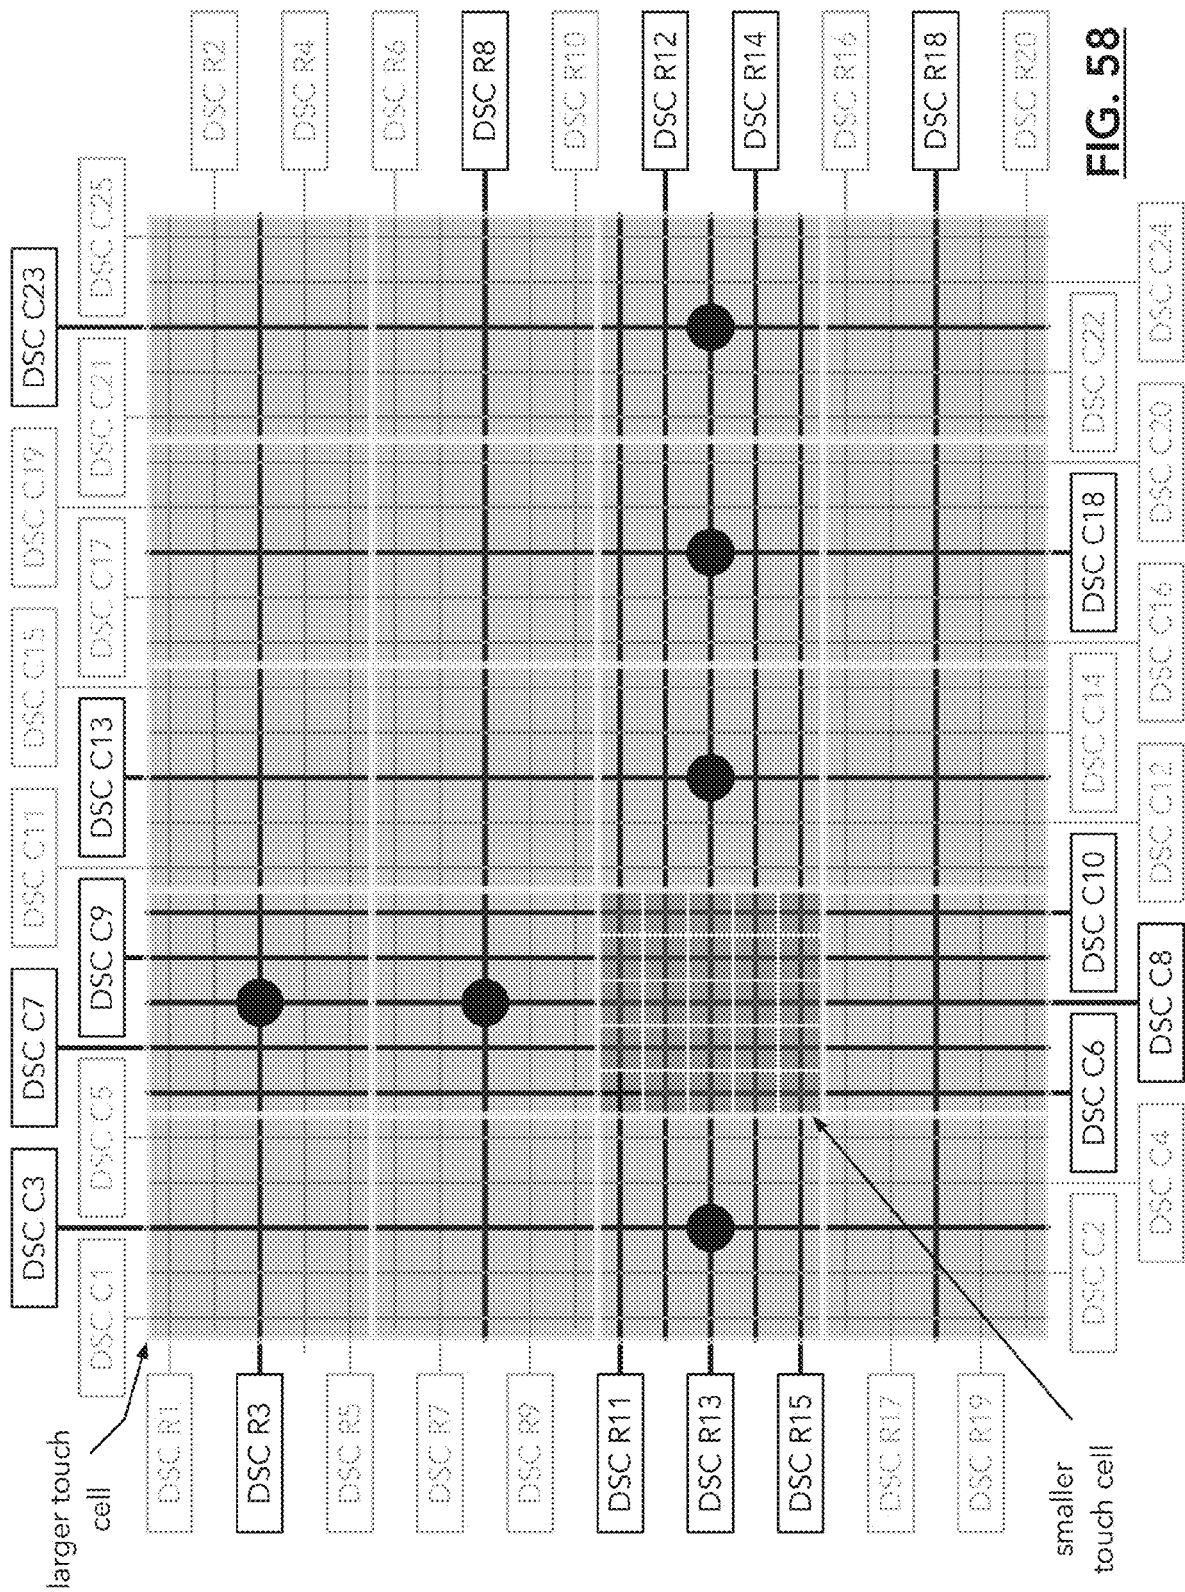 DSC C3
DSC C7
DSC C11
DSC C15
DSC C19
DSC C23
larger touch
cell
DSC C1
DSC C5
DSC C9
DSC C13
DSC C17
DSC C21
DSC C25
DSC R1
DSC R2
DSC R3
DSC R4
DSC R5
DSC R6
DSC R7
DSC R8
DSC R9
DSC R10
DSC R11
DSC R12
DSC R13
DSC R14
DSC R15
DSC R16
DSC R17
DSC R18
DSC R19
DSC R20
smaller
touch cell
DSC C2
DSC C6
DSC C10
DSC C14
DSC C18
DSC C22
DSC C4
DSC C8
DSC C12
DSC C16
DSC C20
DSC C24
FIG. 58